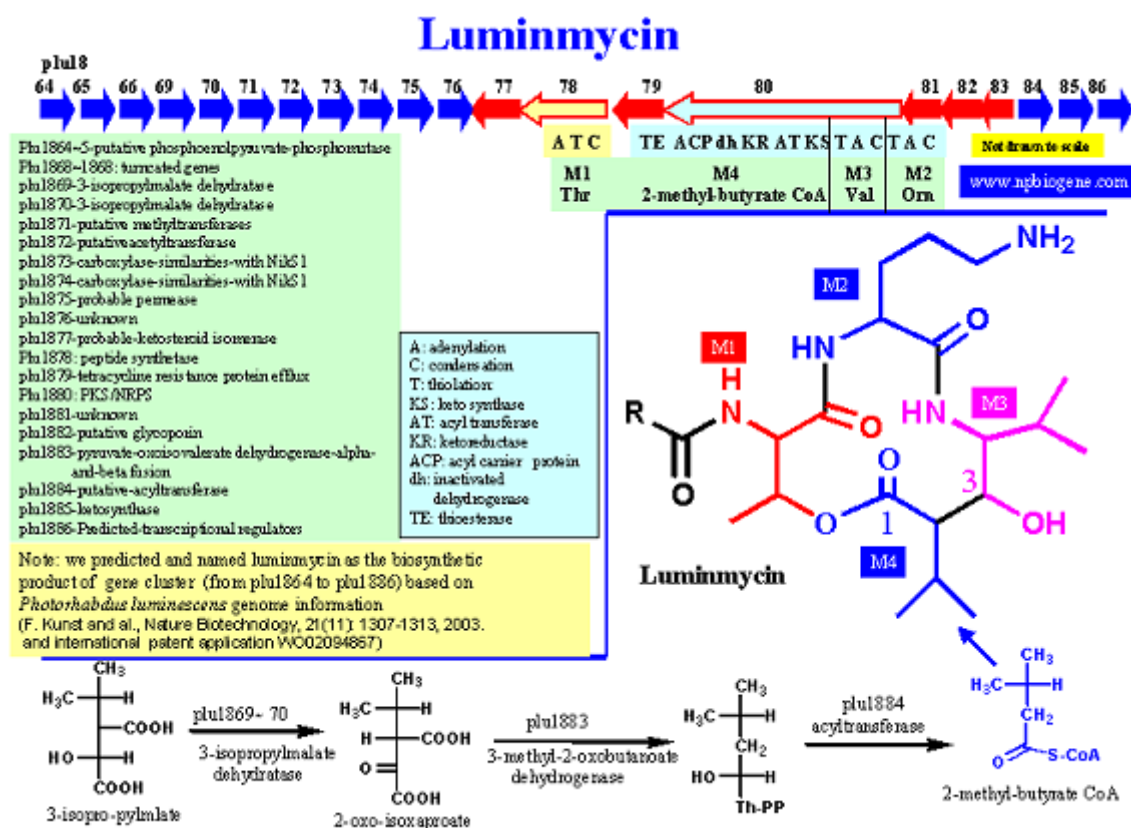 Luminmycin
plu18
64 65 66 69 70 71 72 73 74 75 76 77 78 79 80 81 82 83 84 85 86
A T C
TE ACP dh KR AT KS T A C T A C
Not drawn to scale
M1
Thr
M4
2-methyl-butyrate CoA
M3
Val
M2
Orn
www.npbiogene.com
Plu1864~5-putative phosphoenolpyruvate-phosphomutase
Plu1868~1868: turncated genes
plu1869-3-isopropylmalate dehydratase
plu1870-3-isopropylmalate dehydratase
plu1871-putative methyltransferases
plu1872-putativeacetyltransferase
plu1873-carboxylase-similarities-with NikS1
plu1874-carboxylase-similarities-with NikS1
plu1875-probable permease
plu1876-unknown
plu1877-probable-ketosteroid isomerase
Plu1878: peptide synthetase
plu1879-tetracycline resistance protein efflux
Plu1880: PKS/NRPS
plu1881-unknown
plu1882-putative glycoporin
plu1883-pyruvate-oxoisovalerate dehydrogenase-alpha-
and-beta fusion
plu1884-putative-acyltransferase
plu1885-ketosynthase
plu1886-Predicted-transcriptional regulators
A: adenylation
C: condensation
T: thiolation:
KS: keto synthase
AT: acyl transferase
KR: ketoreductase
ACP: acyl carrier protein
dh: inactivated
dehydrogenase
TE: thioesterase
NH2
M2
O
HN
M1
H
N
R
O
O
HN
M3
O
3
O
1
OH
M4
Luminmycin
Note: we predicted and named luminmycin as the biosynthetic
product of gene cluster (from plu1864 to plu1886) based on
Photorhabdus luminescens genome information
(F. Kunst and al., Nature Biotechnology, 21(11): 1307-1313, 2003.
and international patent application WO02094867)
CH3
H3C H
H COOH
HO H
COOH
3-isopro-pylmlate
plu1869~ 70
3-isopropylmalate
dehydratase
CH3
H3C H
H COOH
O
COOH
2-oxo-isoxaproate
plu1883
3-methyl-2-oxobutanoate
dehydrogenase
CH3
H3C H
CH2
HO H
Th-PP
plu1884
acyltransferase
CH3
H3C H
CH2
O S-CoA
2-methyl-butyrate CoA